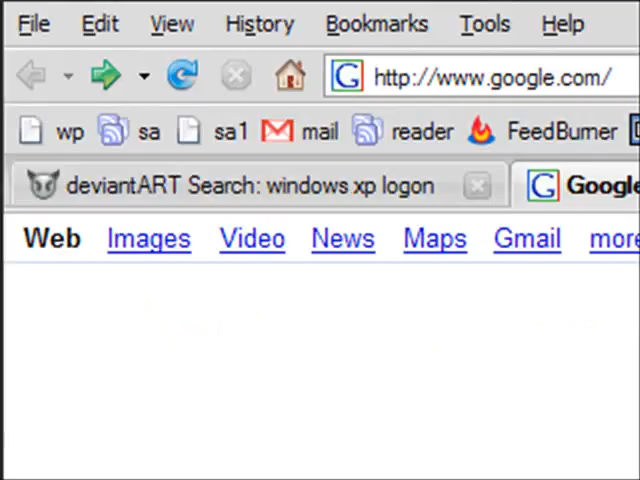 File Edit View History Bookmarks Tools Help
http://www.google.com/
wp sa sa1 mail reader FeedBurner
deviantART Search: windows xp logon Google
Web Images Video News Maps Gmail more